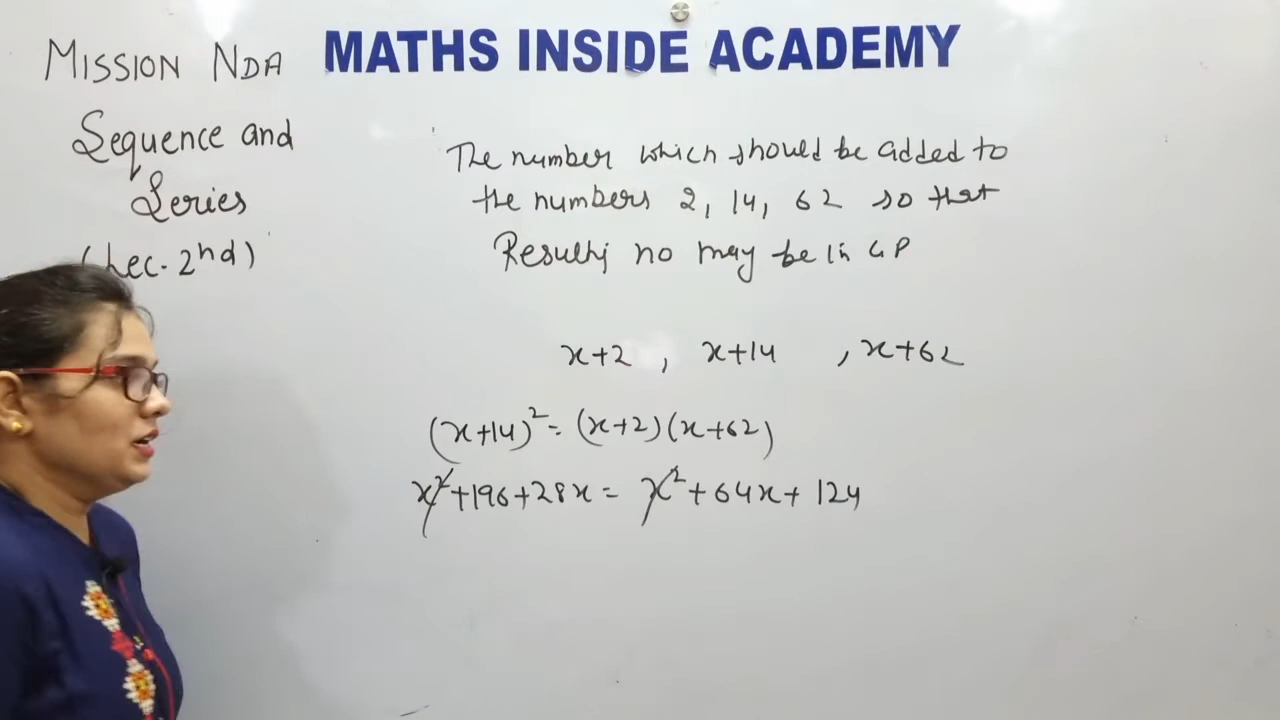 MATHS INSIDE ACADEMY
MISSION NDA
Sequence and
Series
(Lec. 2nd)
The number which should be added to
the numbers 2, 14, 62 so that
no may be in GP
x+2 , x+14 , x+62
(x+14)² = (x+2)(x+62)
x²+196+28x = x²+64x+124